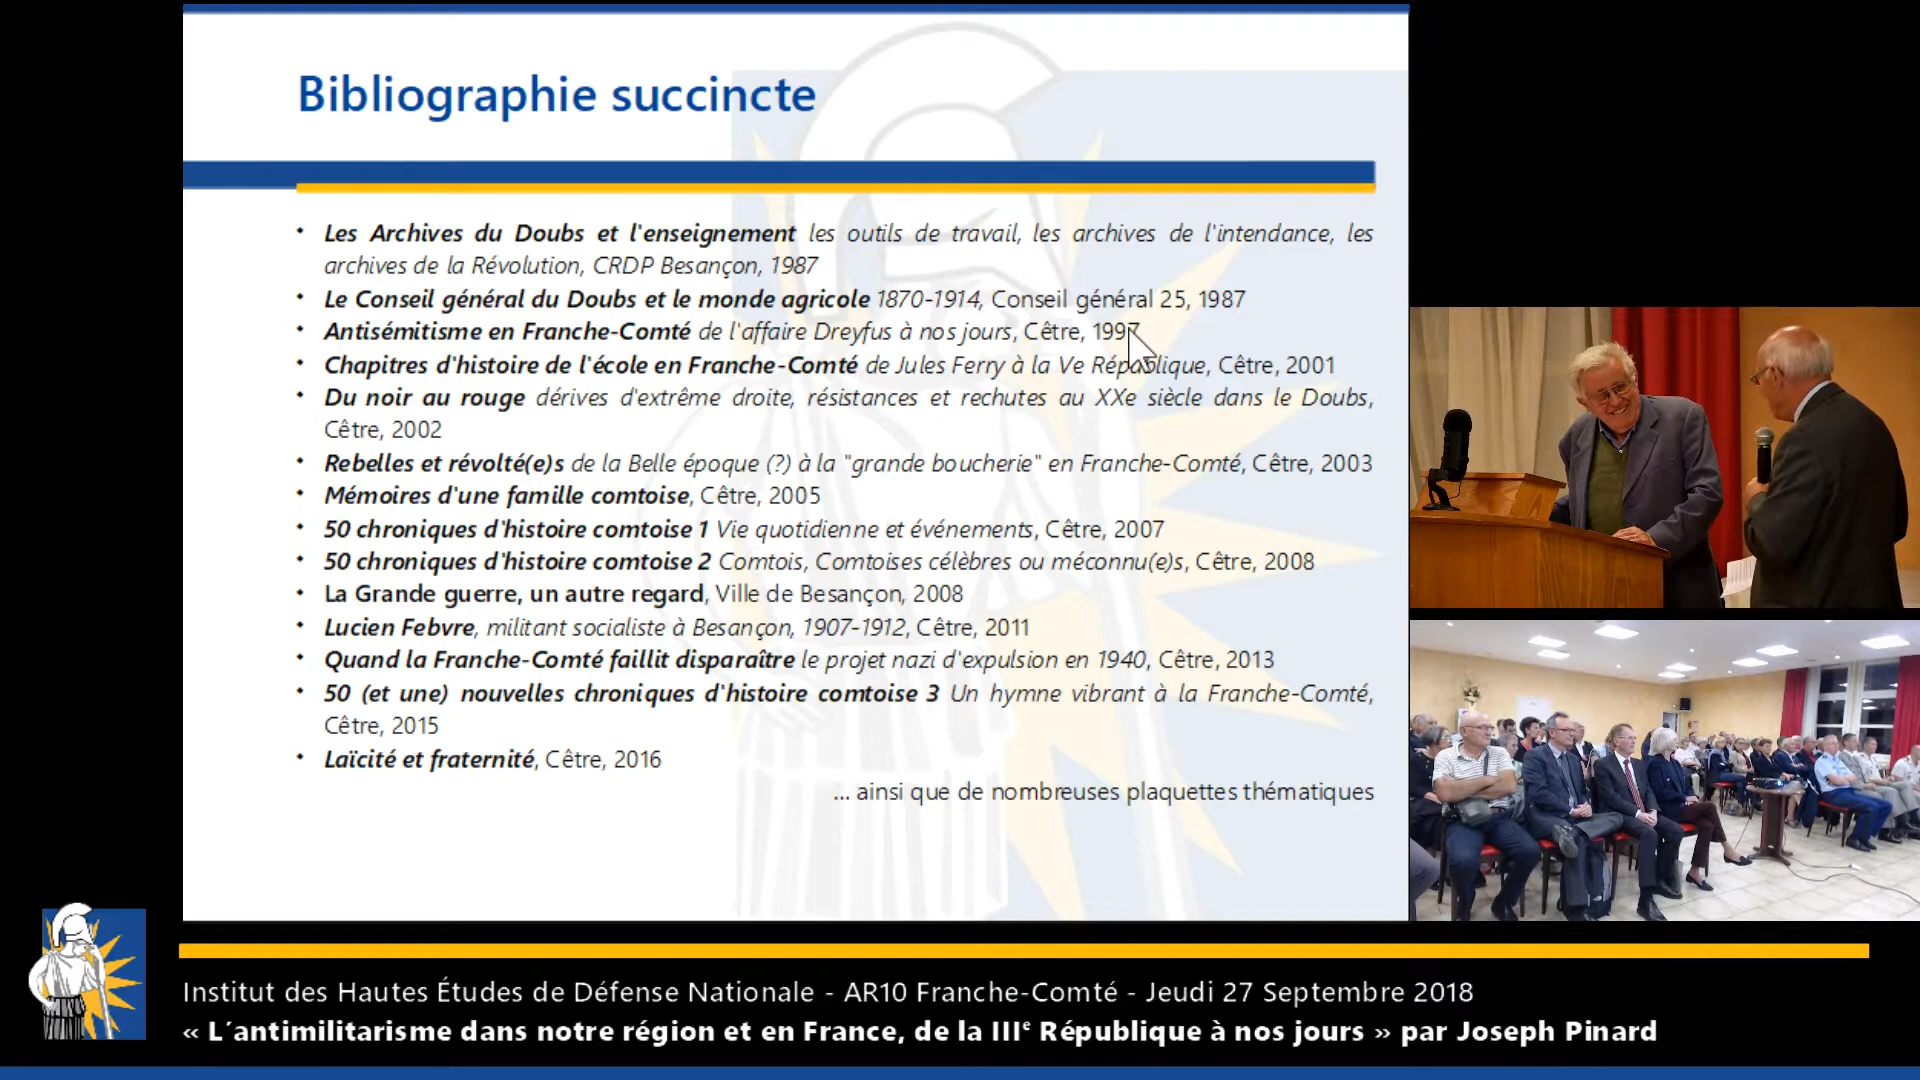 Bibliographie succincte
• Les Archives du Doubs et l'enseignement les outils de travail, les archives de l'intendance, les
archives de la Révolution, CRDP Besançon, 1987
• Le Conseil général du Doubs et le monde agricole 1870-1914, Conseil général 25, 1987
• Antisémitisme en Franche-Comté de l'affaire Dreyfus à nos jours, Cêtre, 1997
• Chapitres d'histoire de l'école en Franche-Comté de Jules Ferry à la Ve République, Cêtre, 2001
• Du noir au rouge dérives d'extrême droite, résistances et rechutes au XXe siècle dans le Doubs,
Cêtre, 2002
• Rebelles et révolté(e)s de la Belle époque (?) à la "grande boucherie" en Franche-Comté, Cêtre, 2003
• Mémoires d'une famille comtoise, Cêtre, 2005
• 50 chroniques d'histoire comtoise 1 Vie quotidienne et événements, Cêtre, 2007
• 50 chroniques d'histoire comtoise 2 Comtois, Comtoises célèbres ou méconnu(e)s, Cêtre, 2008
• La Grande guerre, un autre regard, Ville de Besançon, 2008
• Lucien Febvre, militant socialiste à Besançon, 1907-1912, Cêtre, 2011
• Quand la Franche-Comté faillit disparaître le projet nazi d'expulsion en 1940, Cêtre, 2013
• 50 (et une) nouvelles chroniques d'histoire comtoise 3 Un hymne vibrant à la Franche-Comté,
Cêtre, 2015
• Laïcité et fraternité, Cêtre, 2016
... ainsi que de nombreuses plaquettes thématiques
Institut des Hautes Études de Défense Nationale - AR10 Franche-Comté - Jeudi 27 Septembre 2018
« L´antimilitarisme dans notre région et en France, de la IIIᵉ République à nos jours » par Joseph Pinard